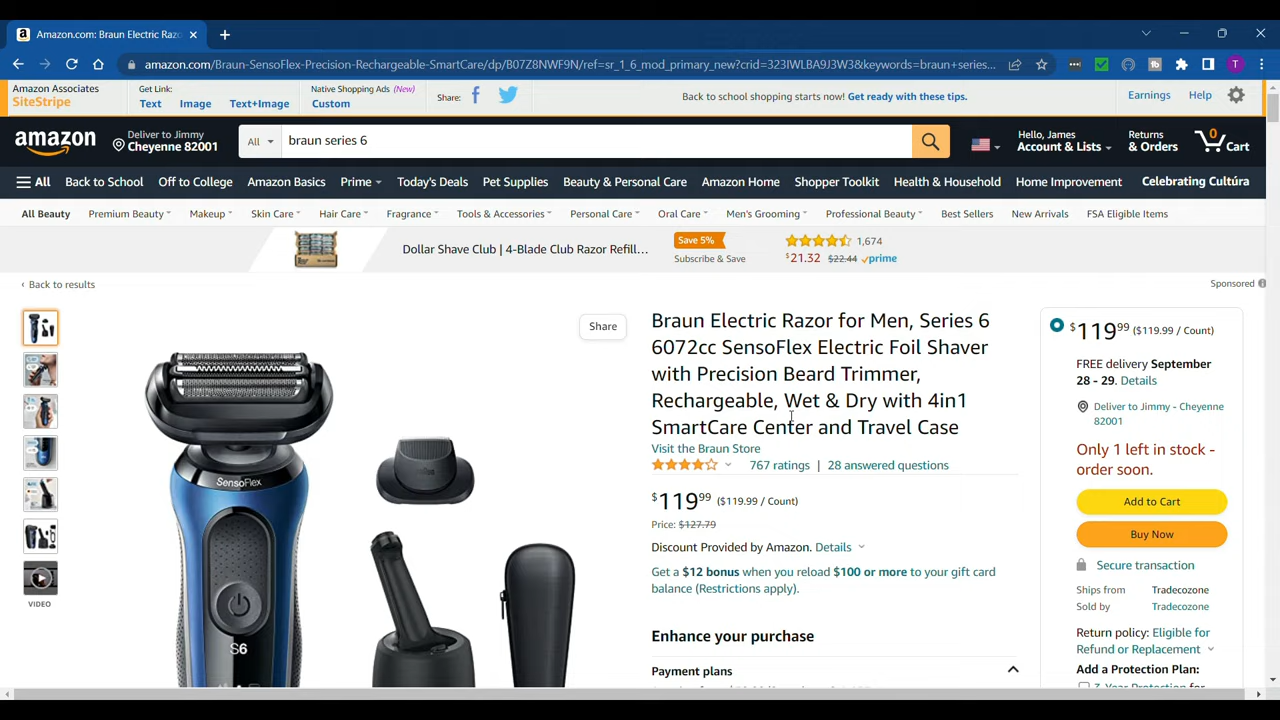 Amazon.com: Braun Electric Razo
amazon.com/Braun-SensoFlex-Precision-Rechargeable-SmartCare/dp/B07Z8NWF9N/ref=sr_1_6_mod_primary_new?crid=323IWLBA9J3W3&keywords=braun+series...
T
Amazon Associates
SiteStripe
Get Link:
Text Image Text+Image
Native Shopping Ads (New)
Custom
Share:
Back to school shopping starts now! Get ready with these tips.
Earnings Help
amazon
Deliver to Jimmy
Cheyenne 82001
All
braun series 6
Hello, James
Account & Lists
Returns
& Orders
0
Cart
All Back to School Off to College Amazon Basics Prime Today's Deals Pet Supplies Beauty & Personal Care Amazon Home Shopper Toolkit Health & Household Home Improvement Celebrating Cultúra
All Beauty Premium Beauty Makeup Skin Care Hair Care Fragrance Tools & Accessories Personal Care Oral Care Men's Grooming Professional Beauty Best Sellers New Arrivals FSA Eligible Items
Dollar Shave Club | 4-Blade Club Razor Refill...
Save 5%
Subscribe & Save
1,674
$21.32 $22.44 prime
‹ Back to results
Sponsored
Share
SensoFlex
S6
VIDEO
Braun Electric Razor for Men, Series 6
6072cc SensoFlex Electric Foil Shaver
with Precision Beard Trimmer,
Rechargeable, Wet & Dry with 4in1
SmartCare Center and Travel Case
Visit the Braun Store
767 ratings | 28 answered questions
$119.99 ($119.99 / Count)
Price: $127.79
Discount Provided by Amazon. Details
Get a $12 bonus when you reload $100 or more to your gift card
balance (Restrictions apply).
Enhance your purchase
Payment plans
$119.99 ($119.99 / Count)
FREE delivery September
28 - 29. Details
Deliver to Jimmy - Cheyenne
82001
Only 1 left in stock -
order soon.
Add to Cart
Buy Now
Secure transaction
Ships from Tradecozone
Sold by Tradecozone
Return policy: Eligible for
Refund or Replacement
Add a Protection Plan: